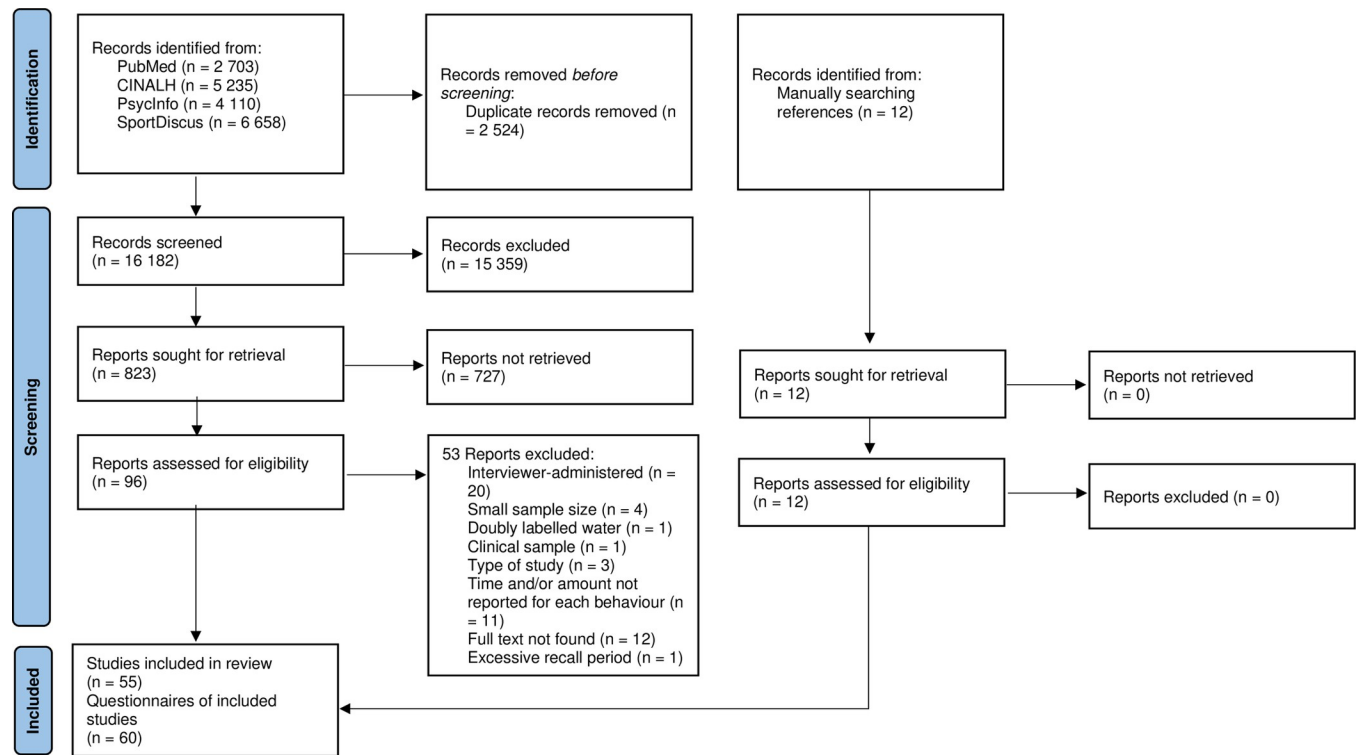 Identification
Records identified from:
PubMed (n = 2 703)
CINALH (n = 5 235)
PsycInfo (n = 4 110)
SportDiscus (n = 6 658)
Records removed before
screening:
Duplicate records removed (n
= 2 524)
Records identified from:
Manually searching
references (n = 12)
Screening
Records screened
(n = 16 182)
Records excluded
(n = 15 359)
Reports sought for retrieval
(n = 823)
Reports not retrieved
(n = 727)
Reports sought for retrieval
(n = 12)
Reports not retrieved
(n = 0)
Reports assessed for eligibility
(n = 96)
53 Reports excluded:
Interviewer-administered (n =
20)
Small sample size (n = 4)
Doubly labelled water (n = 1)
Clinical sample (n = 1)
Type of study (n = 3)
Time and/or amount not
reported for each behaviour (n
= 11)
Full text not found (n = 12)
Excessive recall period (n = 1)
Reports assessed for eligibility
(n = 12)
Reports excluded (n = 0)
Included
Studies included in review
(n = 55)
Questionnaires of included
studies
(n = 60)